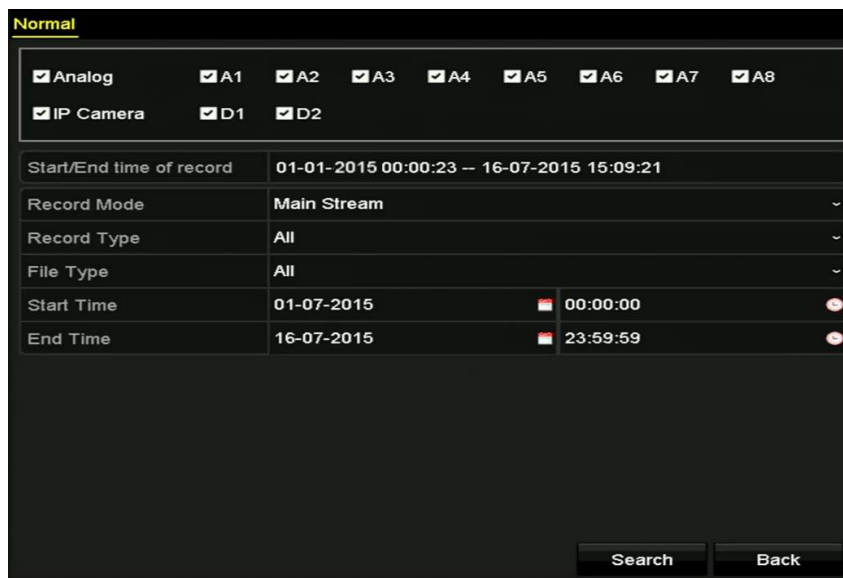 Normal
Analog A1 A2 A3 A4 A5 A6 A7 A8
IP Camera D1 D2
Start/End time of record 01-01-2015 00:00:23 -- 16-07-2015 15:09:21
Record Mode Main Stream
Record Type All
File Type All
Start Time 01-07-2015 00:00:00
End Time 16-07-2015 23:59:59
Search Back